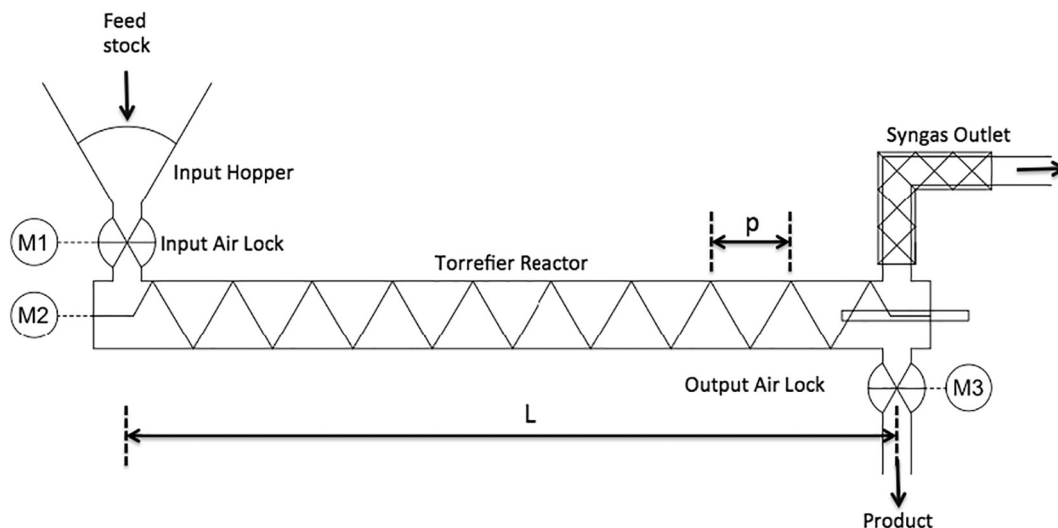 Feed
stock
Syngas Outlet
Input Hopper
M1
Input Air Lock
p
Torrefier Reactor
M2
Output Air Lock
M3
L
Product